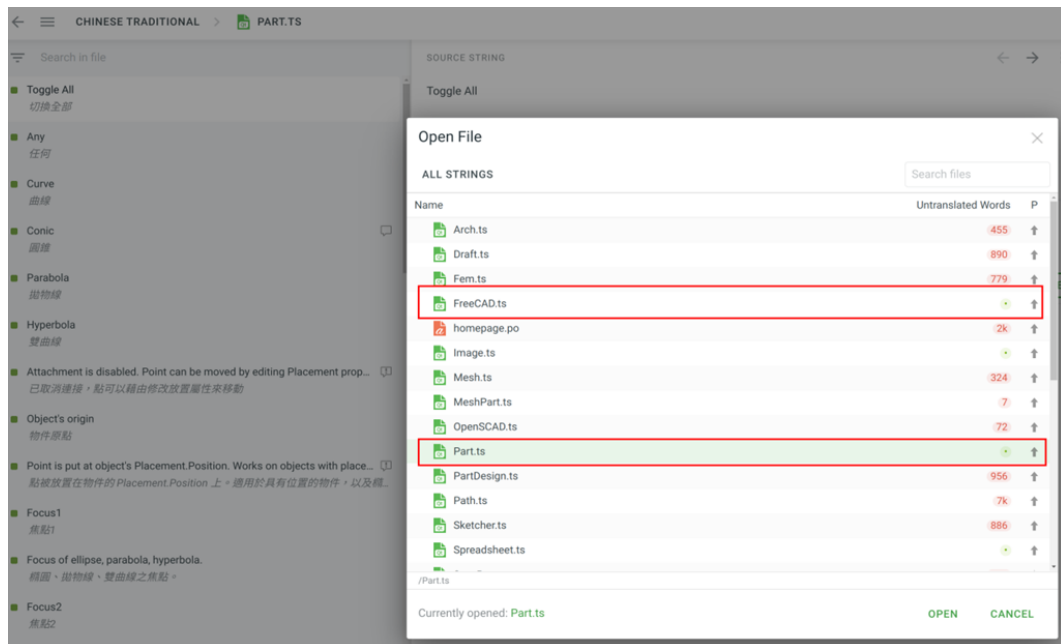 CHINESE TRADITIONAL > PART.TS
Search in file
SOURCE STRING
Toggle All
Toggle All
切換全部
Any
任何
Curve
曲線
Conic
圓錐
Parabola
拋物線
Hyperbola
雙曲線
Attachment is disabled. Point can be moved by editing Placement prop...
已取消連接，點可以藉由修改放置屬性來移動
Object's origin
物件原點
Point is put at object's Placement.Position. Works on objects with place...
點被放置在物件的 Placement.Position 上。適用於具有位置的物件，以及橢...
Focus1
焦點1
Focus of ellipse, parabola, hyperbola.
橢圓、拋物線、雙曲線之焦點。
Focus2
焦點2
Open File
ALL STRINGS
Search files
Name Untranslated Words P
Arch.ts 455
Draft.ts 890
Fem.ts 779
FreeCAD.ts
homepage.po 2k
Image.ts
Mesh.ts 324
MeshPart.ts 7
OpenSCAD.ts 72
Part.ts
PartDesign.ts 956
Path.ts 7k
Sketcher.ts 886
Spreadsheet.ts
/Part.ts
Currently opened: Part.ts
OPEN CANCEL